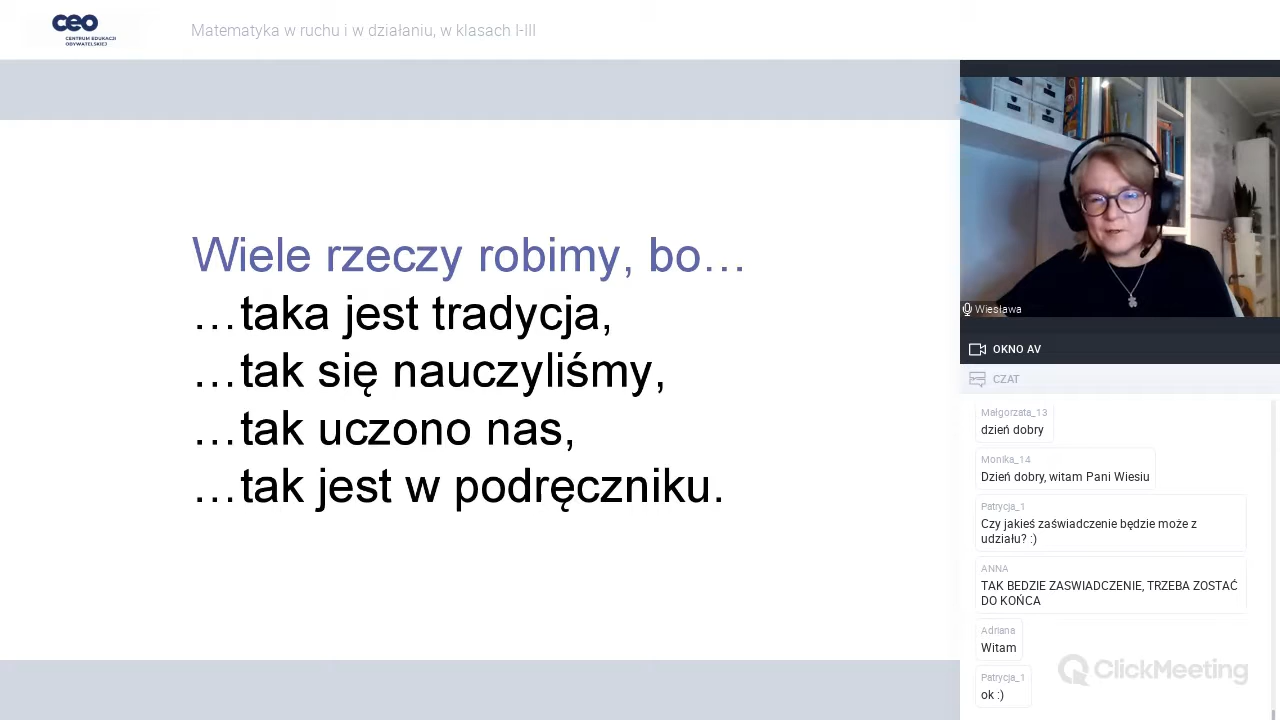 ceo
CENTRUM EDUKACJI
OBYWATELSKIEJ
Matematyka w ruchu i w działaniu, w klasach I-III
Wiele rzeczy robimy, bo…
…taka jest tradycja,
…tak się nauczyliśmy,
…tak uczono nas,
…tak jest w podręczniku.
Wiesława
OKNO AV
CZAT
Małgorzata_13
dzień dobry
Monika_14
Dzień dobry, witam Pani Wiesiu
Patrycja_1
Czy jakieś zaświadczenie będzie może z
udziału? :)
ANNA
TAK BEDZIE ZASWIADCZENIE, TRZEBA ZOSTAĆ
DO KOŃCA
Adriana
Witam
Patrycja_1
ok :)
ClickMeeting